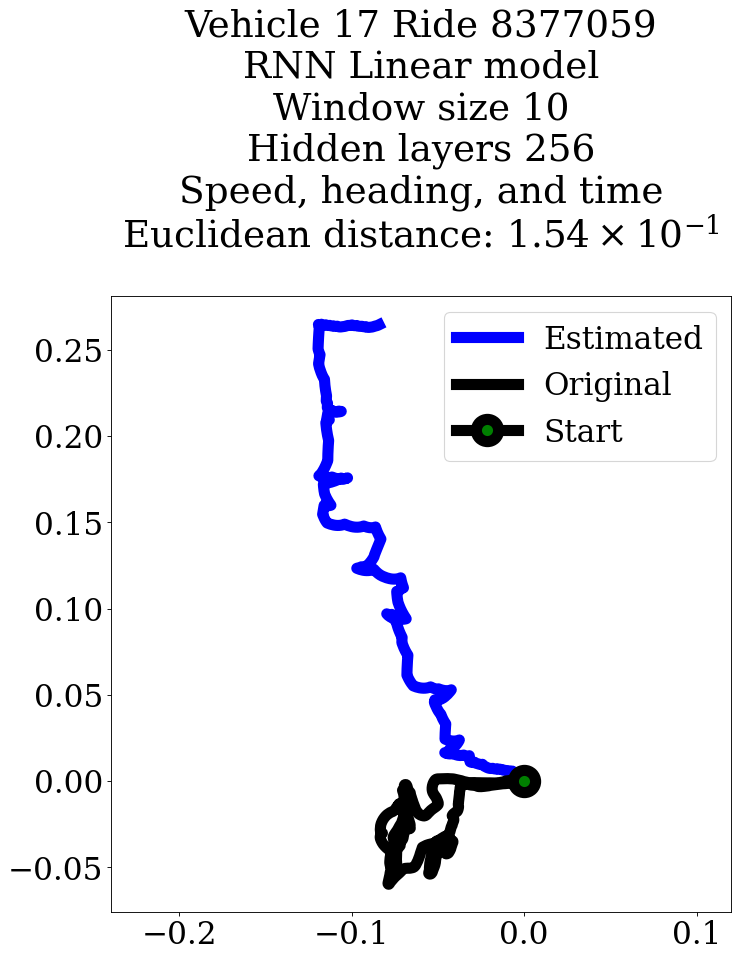 Vehicle 17 Ride 8377059
RNN Linear model
Window size 10
Hidden layers 256
Speed, heading, and time
Euclidean distance: 1.54 × 10⁻¹
Estimated
Original
Start
0.25
0.20
0.15
0.10
0.05
0.00
−0.05
−0.2
−0.1
0.0
0.1